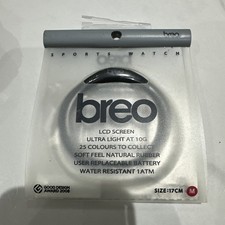 breo
SPORTS WATCH
breo
LCD SCREEN
ULTRA LIGHT AT 10G
25 COLOURS TO COLLECT
SOFT FEEL NATURAL RUBBER
USER REPLACEABLE BATTERY
WATER RESISTANT 1ATM
GOOD DESIGN
AWARD 2008
SIZE:17CM M